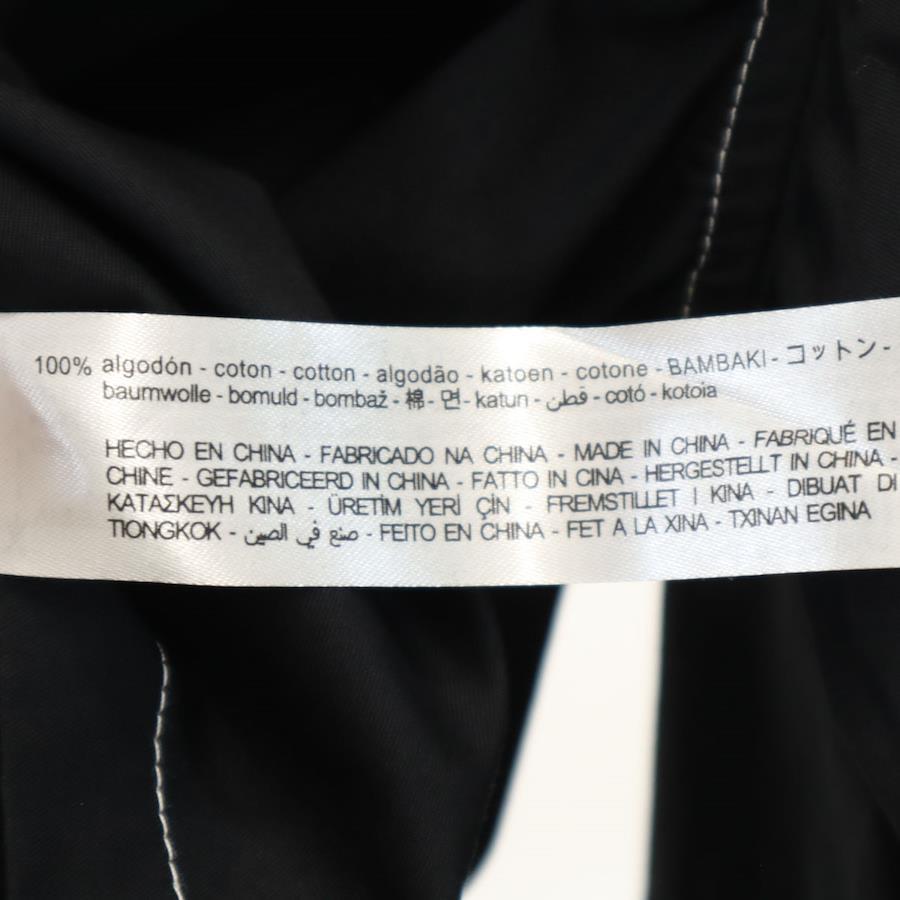 100% algodón - coton - cotton - algodão - katoen - cotone - BAMBAKI - コットン -
baumwolle - bomuld - bombaž - 棉 - 면 - katun - قطن - cotó - kotoia
HECHO EN CHINA - FABRICADO NA CHINA - MADE IN CHINA - FABRIQUÉ EN
CHINE - GEFABRICEERD IN CHINA - FATTO IN CINA - HERGESTELLT IN CHINA -
ΚΑΤΑΣΚΕΥΗ ΚΙΝΑ - ÜRETİM YERİ ÇİN - FREMSTILLET I KINA - DIBUAT DI
TIONGKOK - صنع في الصين - FEITO EN CHINA - FET A LA XINA - TXINAN EGINA